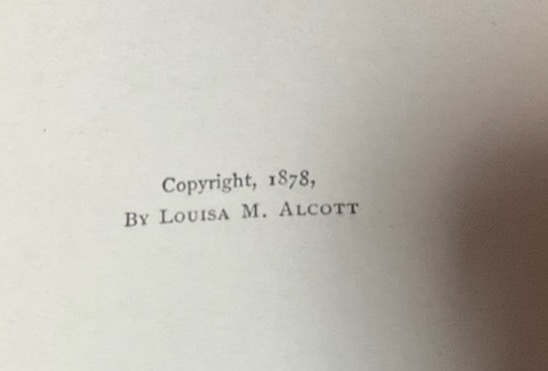 Copyright, 1878,
By Louisa M. Alcott